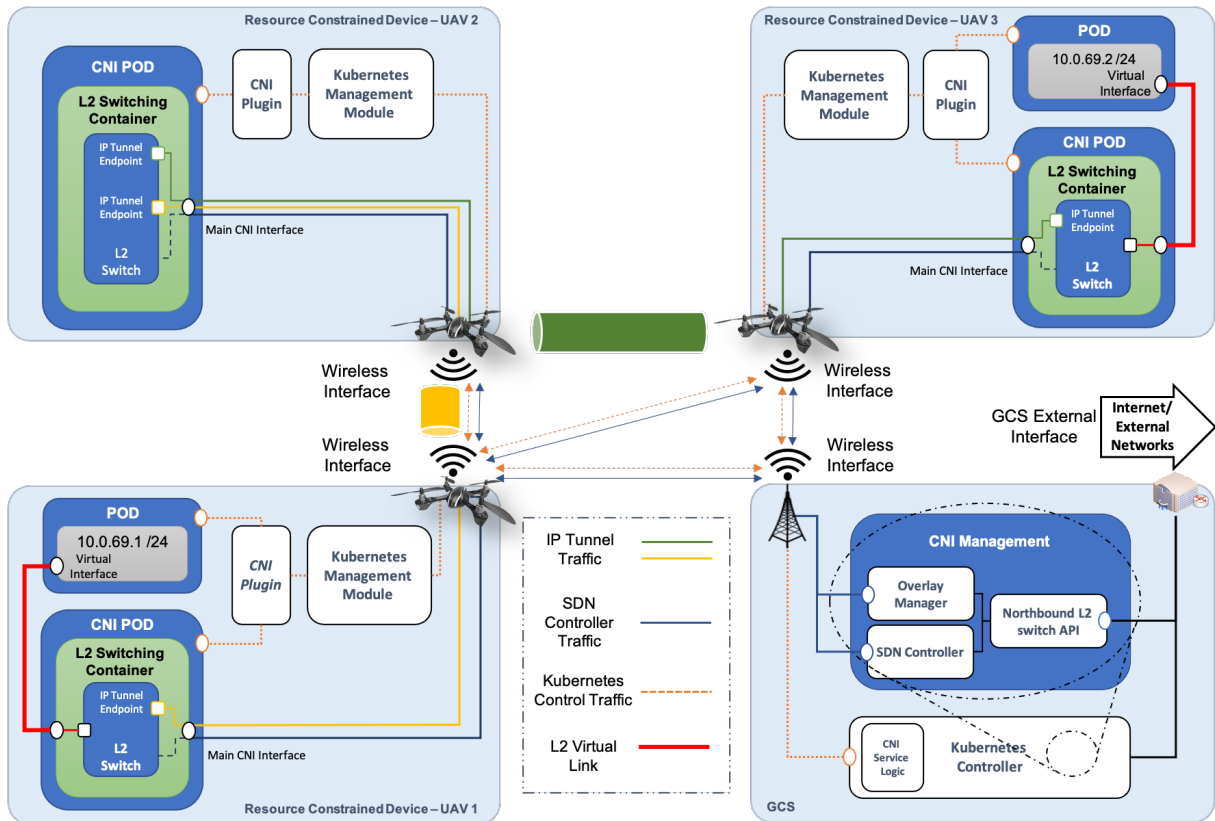 Resource Constrained Device – UAV 2
CNI POD
L2 Switching
Container
IP Tunnel
Endpoint
IP Tunnel
Endpoint
L2
Switch
CNI
Plugin
Kubernetes
Management
Module
Main CNI Interface
Resource Constrained Device – UAV 3
Kubernetes
Management
Module
CNI
Plugin
POD
10.0.69.2 /24
Virtual
Interface
CNI POD
L2 Switching
Container
IP Tunnel
Endpoint
L2
Switch
Main CNI Interface
Wireless
Interface
Wireless
Interface
Wireless
Interface
Wireless
Interface
GCS External
Interface
Internet/
External
Networks
POD
10.0.69.1 /24
Virtual
Interface
CNI
Plugin
Kubernetes
Management
Module
CNI POD
L2 Switching
Container
IP Tunnel
Endpoint
L2
Switch
Main CNI Interface
Resource Constrained Device – UAV 1
IP Tunnel
Traffic
SDN
Controller
Traffic
Kubernetes
Control Traffic
L2 Virtual
Link
CNI Management
Overlay
Manager
SDN Controller
Northbound L2
switch API
CNI
Service
Logic
Kubernetes
Controller
GCS